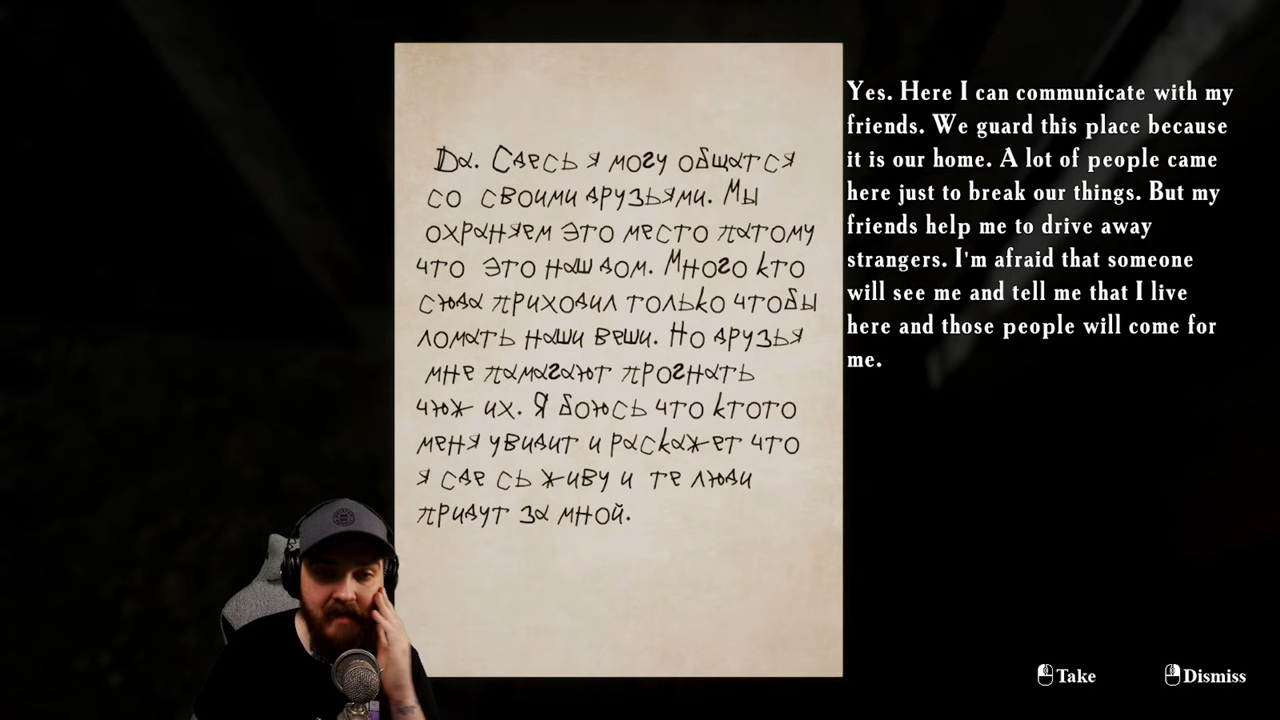 Да. Сдесь я могу общатся
со своими друзьями. Мы
охраняем это место патому
что это наш дом. Много кто
сюда приходил только чтобы
ломать наши веши. Но друзья
мне памагают прогнать
чюж их. Я боюсь что ктото
меня увидит и раскажет что
я сде сь живу и те люди
придут за мной.
Yes. Here I can communicate with my
friends. We guard this place because
it is our home. A lot of people came
here just to break our things. But my
friends help me to drive away
strangers. I'm afraid that someone
will see me and tell me that I live
here and those people will come for
me.
Take
Dismiss